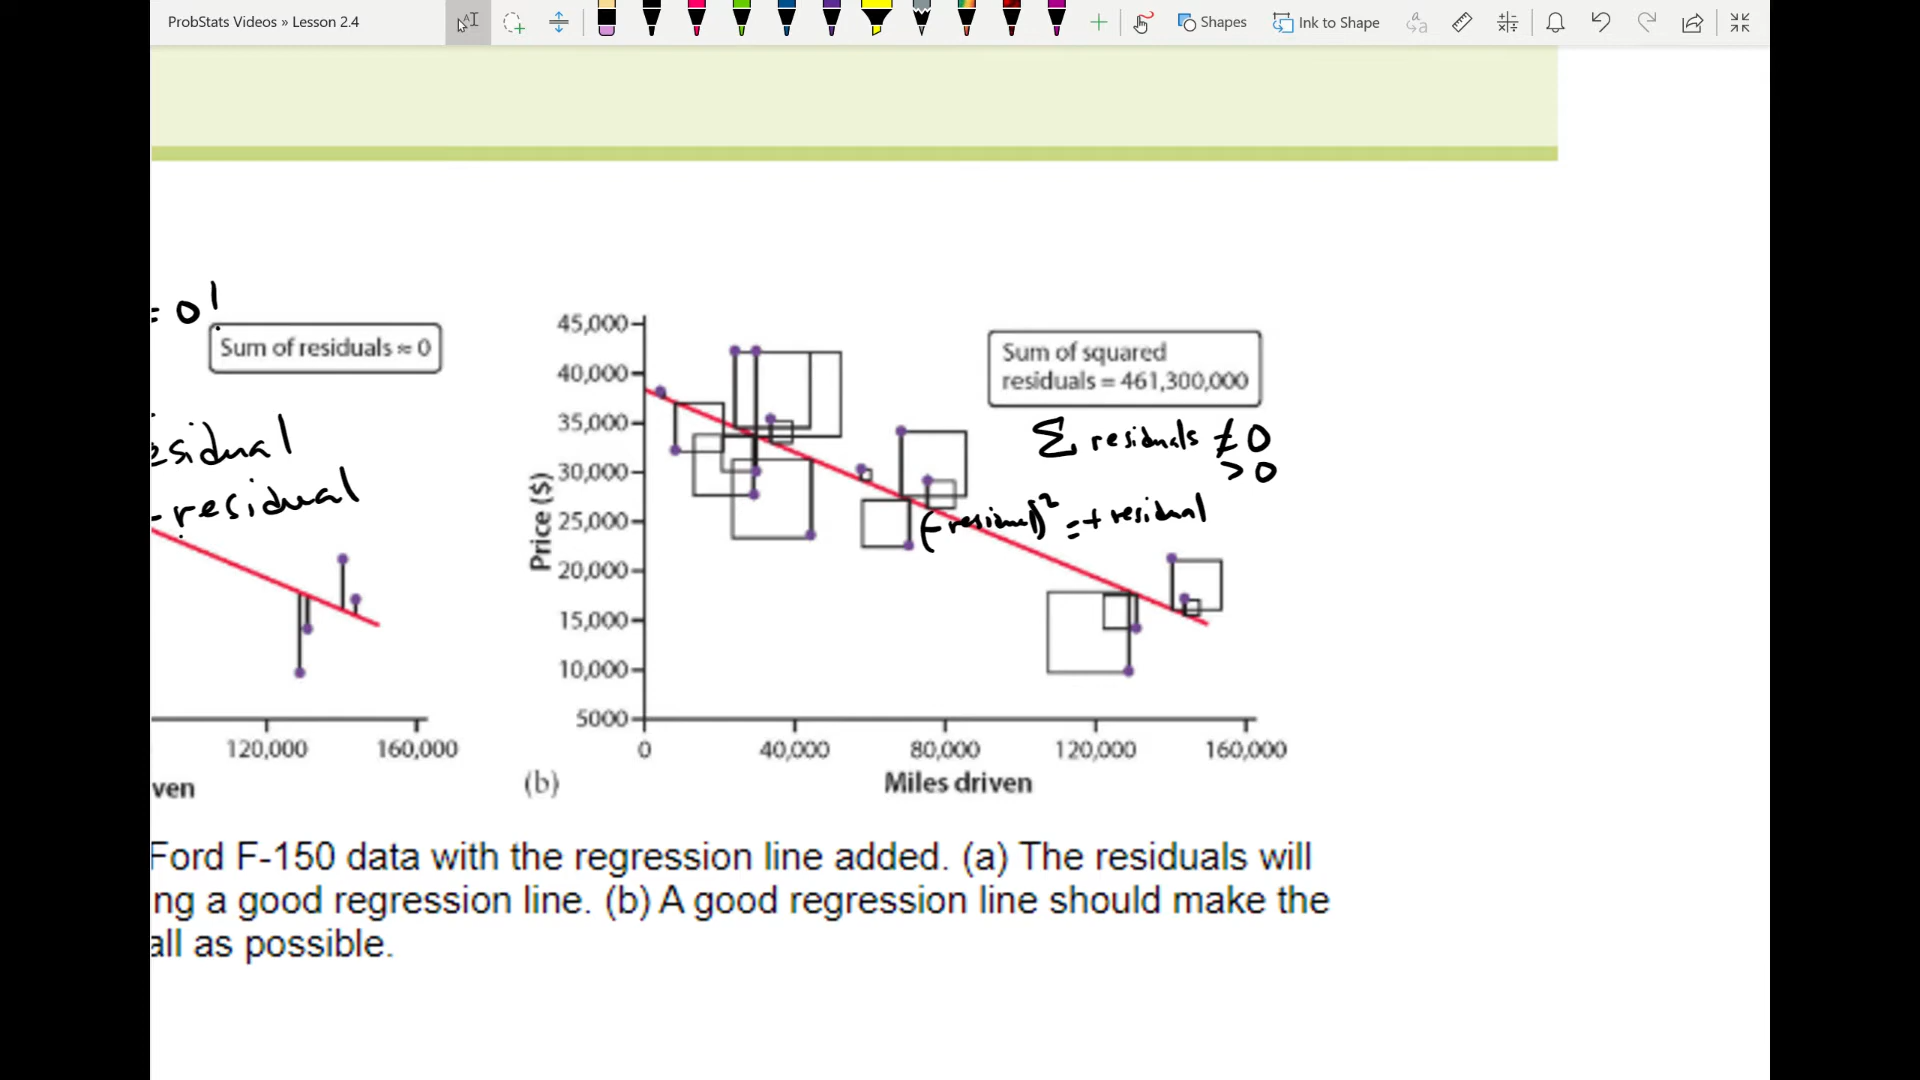 ProbStats Videos » Lesson 2.4
Shapes
Ink to Shape
= 0!
Sum of residuals ≈ 0
residual
-residual
120,000
160,000
ven
45,000
40,000
35,000
30,000
25,000
20,000
15,000
10,000
5000
Price ($)
Sum of squared
residuals = 461,300,000
Σ residuals ≠ 0
> 0
(-residual)² = + residual
0
40,000
80,000
120,000
160,000
(b)
Miles driven
Ford F-150 data with the regression line added. (a) The residuals will
ng a good regression line. (b) A good regression line should make the
all as possible.